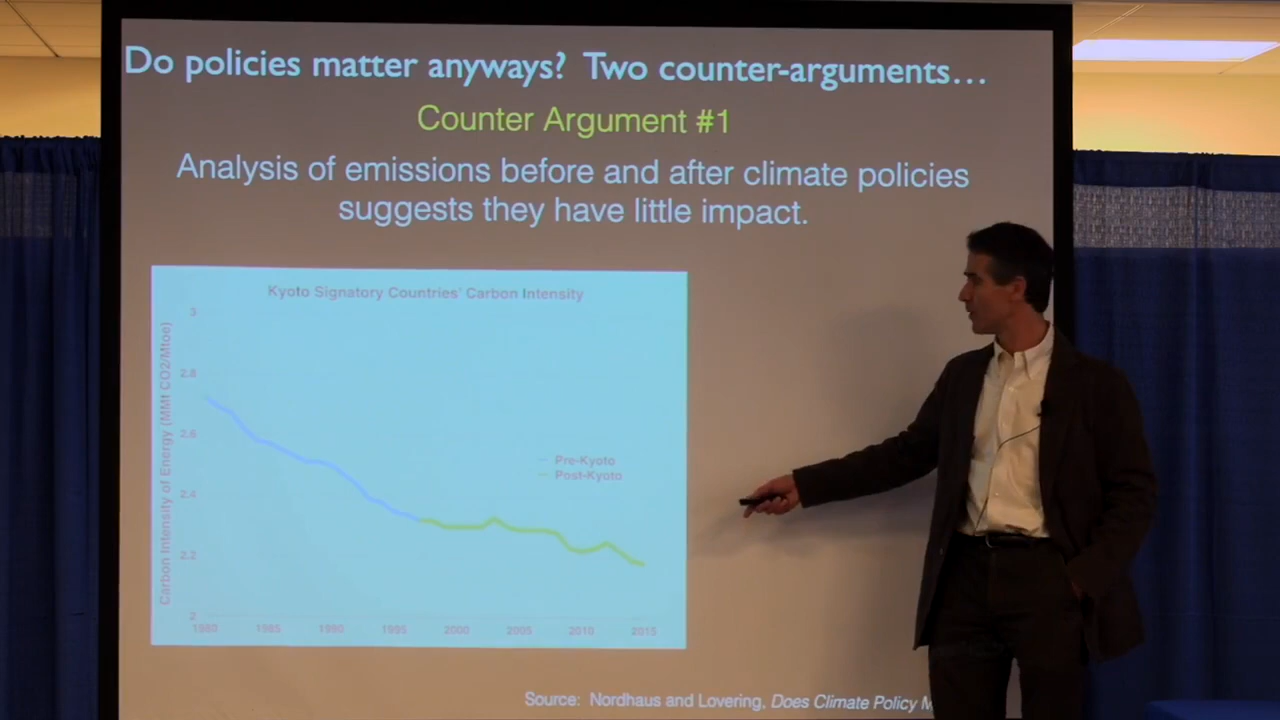 Do policies matter anyways? Two counter-arguments...
Counter Argument #1
Analysis of emissions before and after climate policies
suggests they have little impact.
Kyoto Signatory Countries' Carbon Intensity
Carbon Intensity of Energy (MMt CO2/Mtoe)
3
2.8
2.6
2.4
2.2
2
Pre-Kyoto
Post-Kyoto
1980 1985 1990 1995 2000 2005 2010 2015
Source: Nordhaus and Lovering, Does Climate Policy